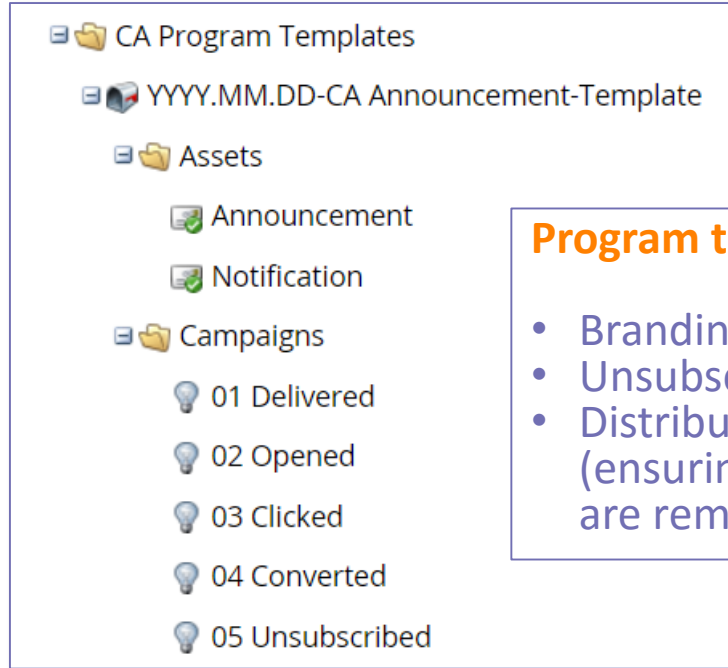 CA Program Templates
YYYY.MM.DD-CA Announcement-Template
Assets
Announcement
Notification
Campaigns
01 Delivered
02 Opened
03 Clicked
04 Converted
05 Unsubscribed
Program t
• Brandin
• Unsubsc
• Distribu
(ensurin
are rem